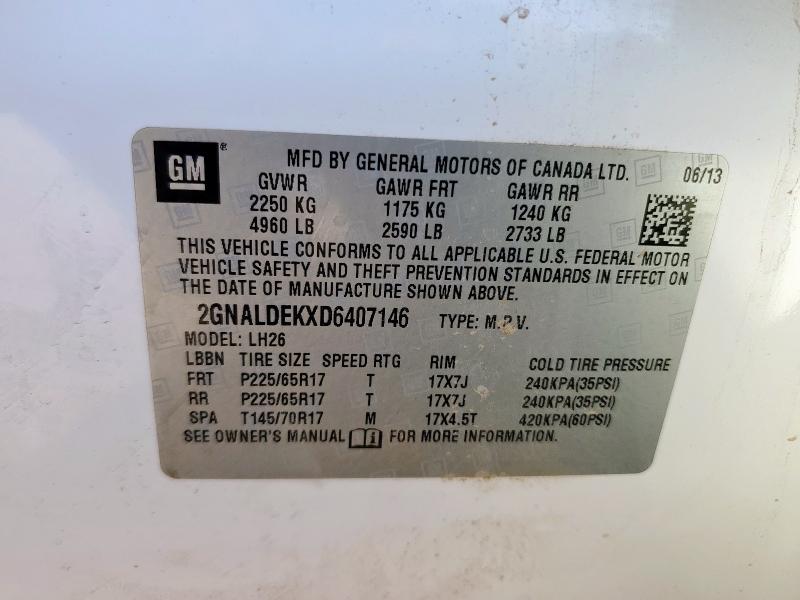 GM ® MFD BY GENERAL MOTORS OF CANADA LTD. 06/13
GVWR GAWR FRT GAWR RR
2250 KG 1175 KG 1240 KG
4960 LB 2590 LB 2733 LB
THIS VEHICLE CONFORMS TO ALL APPLICABLE U.S. FEDERAL MOTOR
VEHICLE SAFETY AND THEFT PREVENTION STANDARDS IN EFFECT ON
THE DATE OF MANUFACTURE SHOWN ABOVE.
2GNALDEKXD6407146 TYPE: M.P.V.
MODEL: LH26
LBBN TIRE SIZE SPEED RTG RIM COLD TIRE PRESSURE
FRT P225/65R17 T 17X7J 240KPA(35PSI)
RR P225/65R17 T 17X7J 240KPA(35PSI)
SPA T145/70R17 M 17X4.5T 420KPA(60PSI)
SEE OWNER'S MANUAL i FOR MORE INFORMATION.